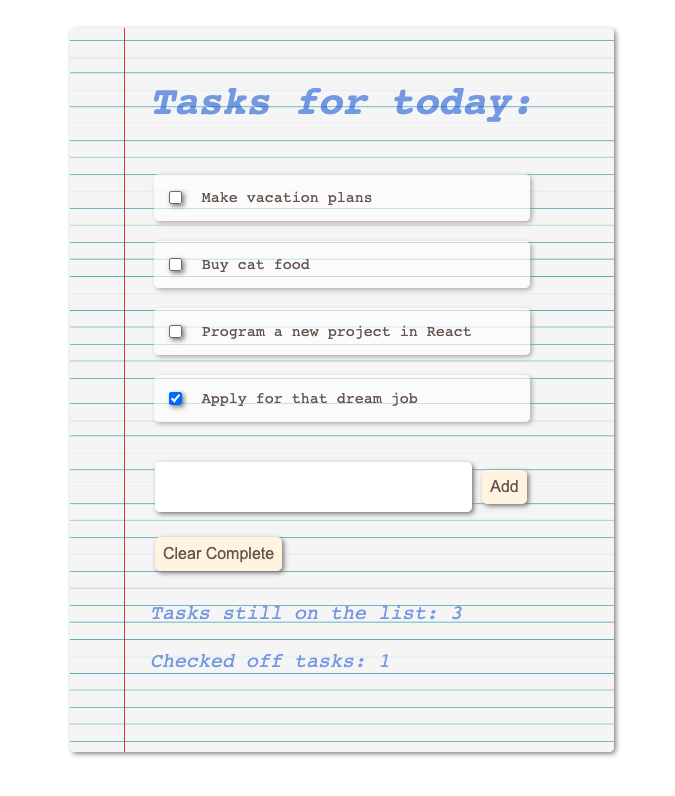 Tasks for today:
Make vacation plans
Buy cat food
Program a new project in React
Apply for that dream job
Add
Clear Complete
Tasks still on the list: 3
Checked off tasks: 1